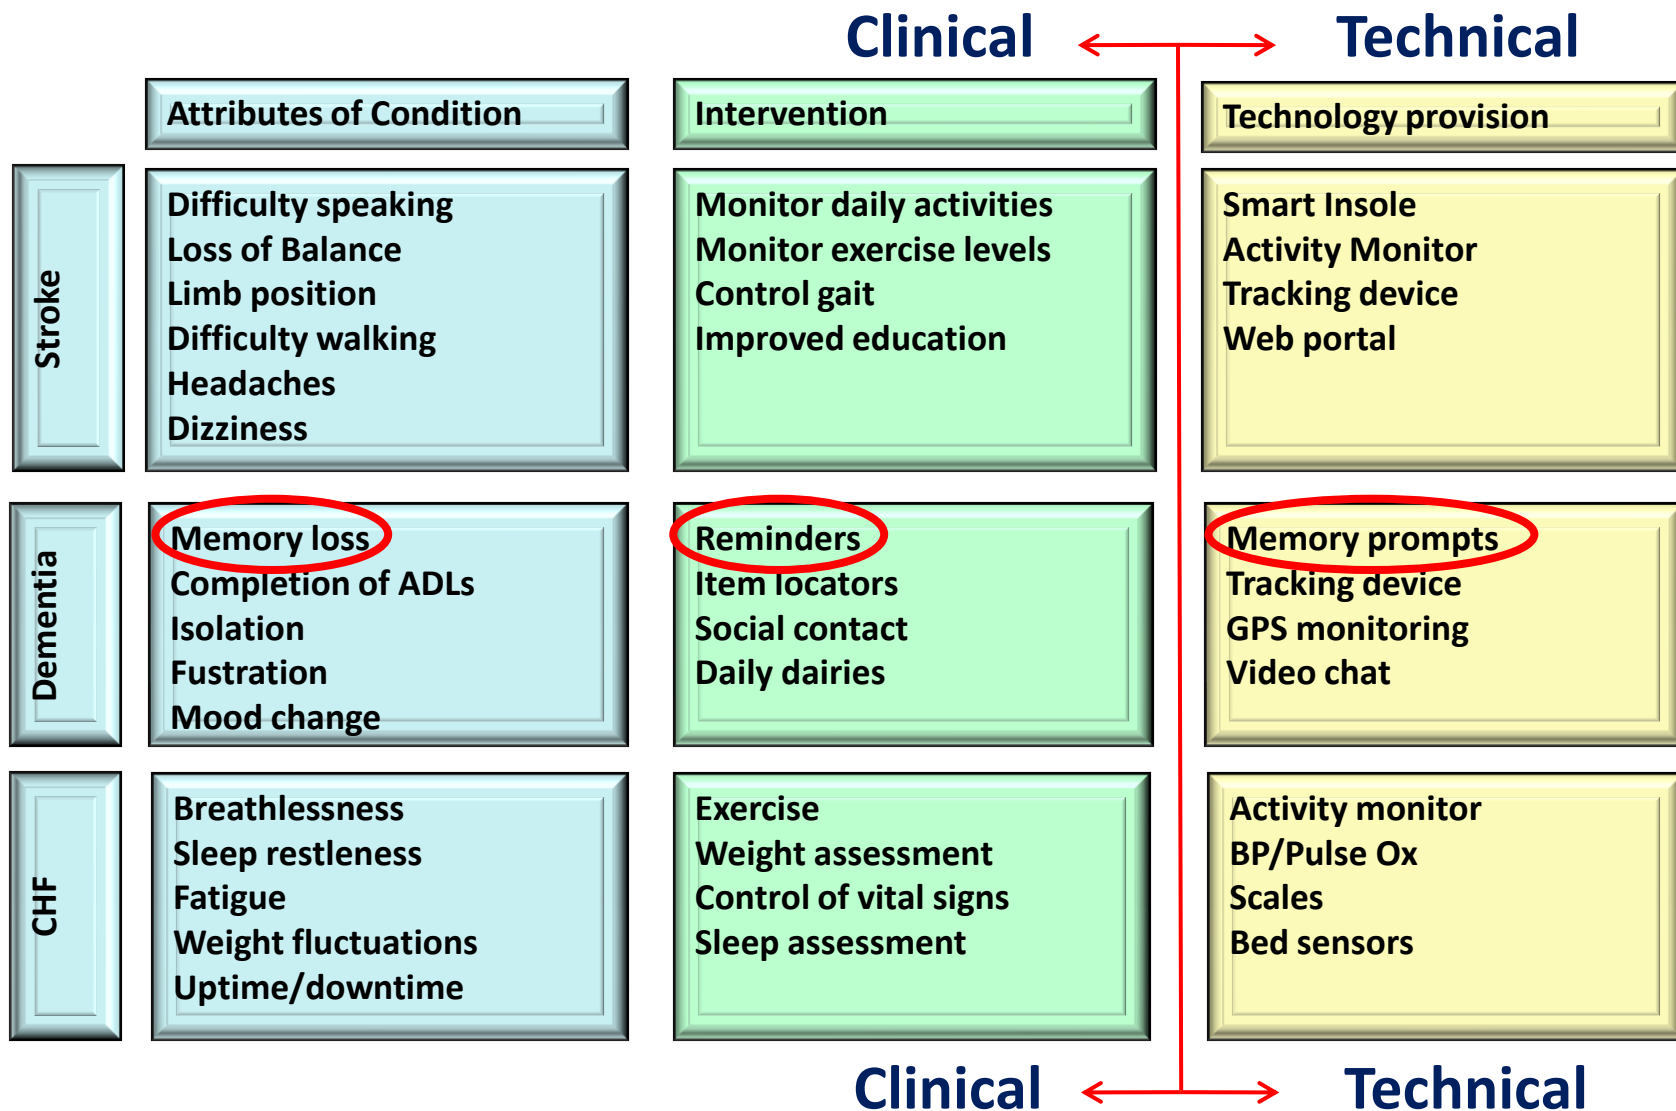 Clinical
Technical
Attributes of Condition
Intervention
Technology provision
Stroke
Difficulty speaking
Loss of Balance
Limb position
Difficulty walking
Headaches
Dizziness
Monitor daily activities
Monitor exercise levels
Control gait
Improved education
Smart Insole
Activity Monitor
Tracking device
Web portal
Dementia
Memory loss
Completion of ADLs
Isolation
Fustration
Mood change
Reminders
Item locators
Social contact
Daily dairies
Memory prompts
Tracking device
GPS monitoring
Video chat
CHF
Breathlessness
Sleep restleness
Fatigue
Weight fluctuations
Uptime/downtime
Exercise
Weight assessment
Control of vital signs
Sleep assessment
Activity monitor
BP/Pulse Ox
Scales
Bed sensors
Clinical
Technical